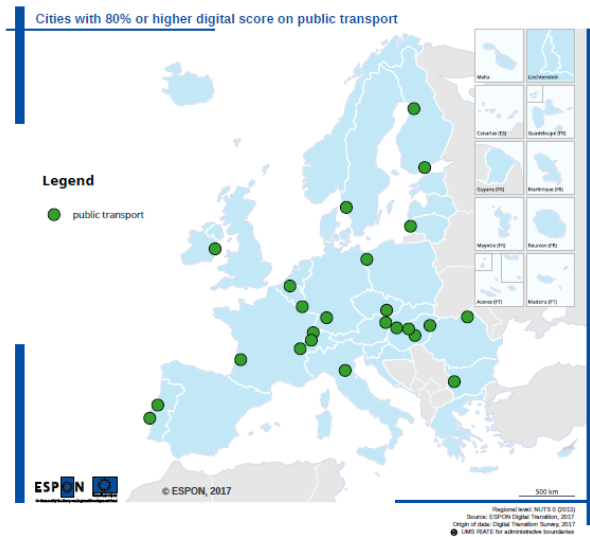 Cities with 80% or higher digital score on public transport
Malta
Liechtenstein
Canarias (ES)
Guadeloupe (FR)
Legend
Guyane (FR)
Martinique (FR)
public transport
Mayotte (FR)
Reunion (FR)
Acores (PT)
Madeira (PT)
ESPON
© ESPON, 2017
500 km
Regional level: NUTS 0 (2013)
Source: ESPON Digital Transition, 2017
Origin of data: Digital Transition Survey, 2017
UMS RIATE for administrative boundaries